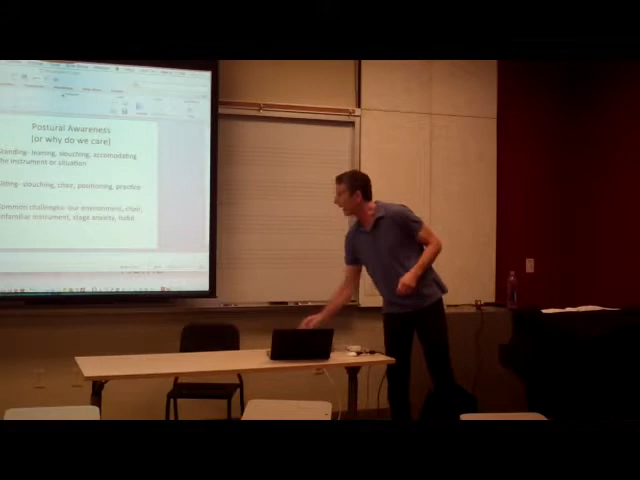 Postural Awareness
(or why do we care)
Standing- leaning, slouching, accomodating
the instrument or situation
Sitting- slouching, chair, positioning, practice
Common challenges- our environment, chair,
unfamiliar instrument, stage anxiety, habit